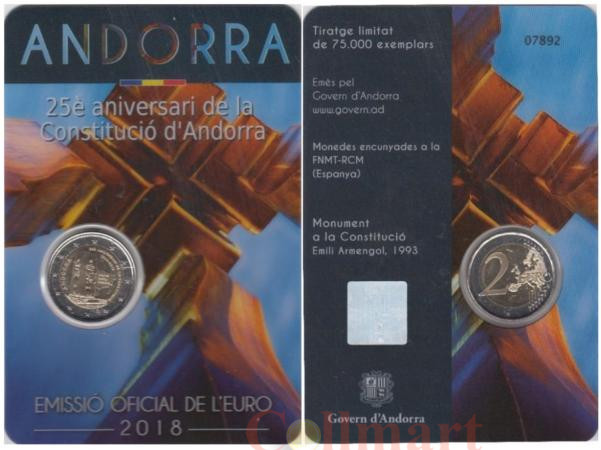 ANDORRA
25è aniversari de la
Constitució d'Andorra
EMISSIÓ OFICIAL DE L'EURO
2018
Tiratge limitat
de 75.000 exemplars
07892
Emès pel
Govern d'Andorra
www.govern.ad
Monedes encunyades a la
FNMT-RCM
(Espanya)
Monument
a la Constitució
Emili Armengol, 1993
2
Govern d'Andorra
Collmart